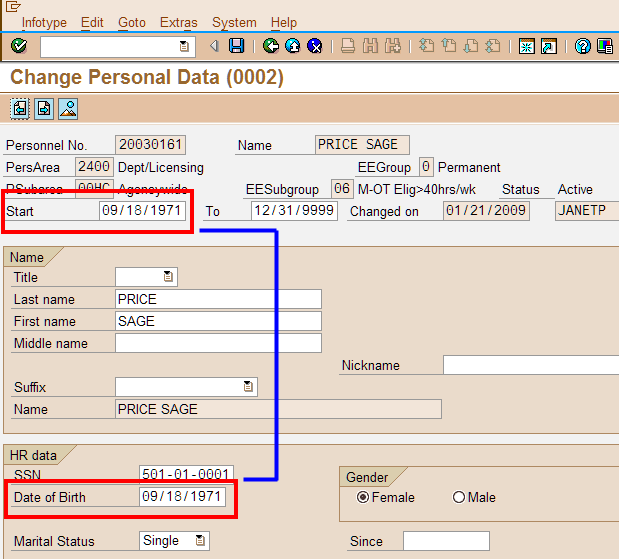 Infotype Edit Goto Extras System Help
Change Personal Data (0002)
Personnel No. 20030161 Name PRICE SAGE
PersArea 2400 Dept/Licensing EEGroup 0 Permanent
PSubarea 00HC Agencywide EESubgroup 06 M-OT Elig>40hrs/wk Status Active
Start 09/18/1971 To 12/31/9999 Changed on 01/21/2009 JANETP
Name
Title
Last name PRICE
First name SAGE
Middle name
Nickname
Suffix
Name PRICE SAGE
HR data
SSN 501-01-0001
Gender
Date of Birth 09/18/1971 Female Male
Marital Status Single Since